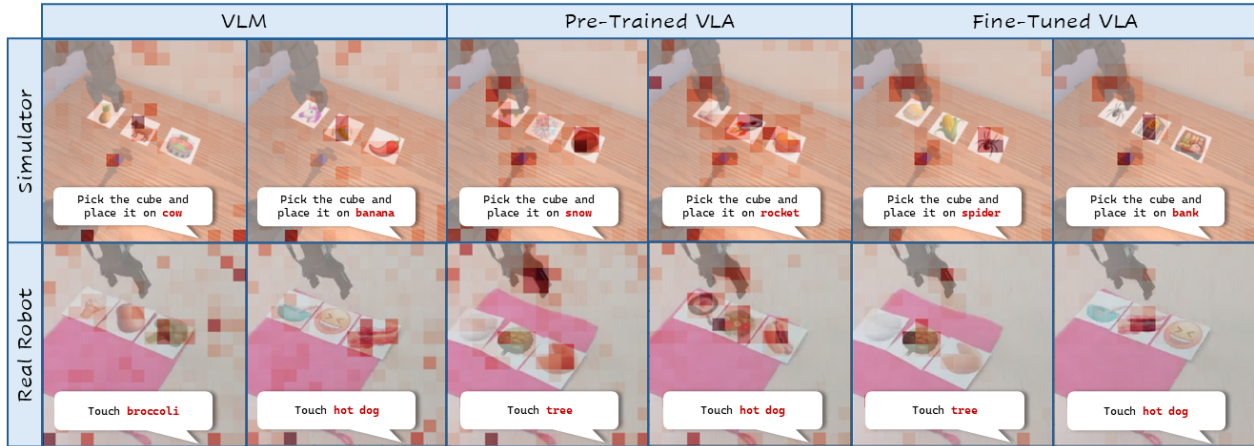 VLM
Pre-Trained VLA
Fine-Tuned VLA
Simulator
Pick the cube and
place it on cow
Pick the cube and
place it on banana
Pick the cube and
place it on snow
Pick the cube and
place it on rocket
Pick the cube and
place it on spider
Pick the cube and
place it on bank
Real Robot
Touch broccoli
Touch hot dog
Touch tree
Touch hot dog
Touch tree
Touch hot dog